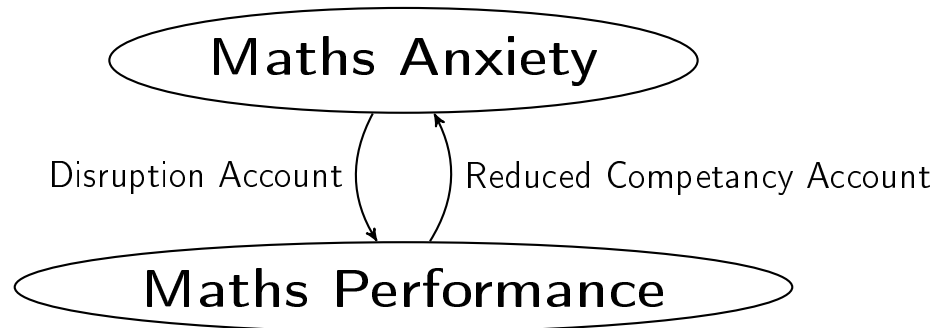 Maths Anxiety
Disruption Account
Reduced Competancy Account
Maths Performance